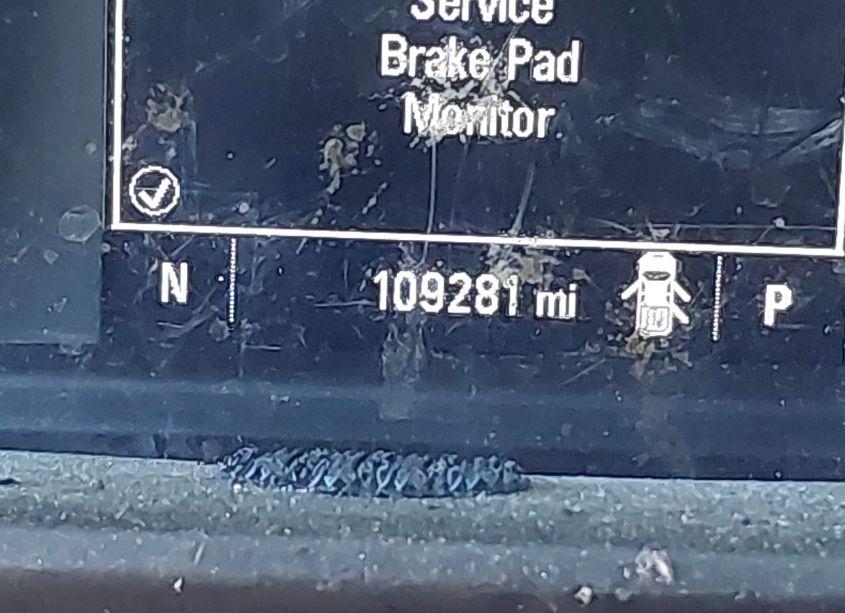 Service
Brake Pad
Monitor
N 109281 mi P